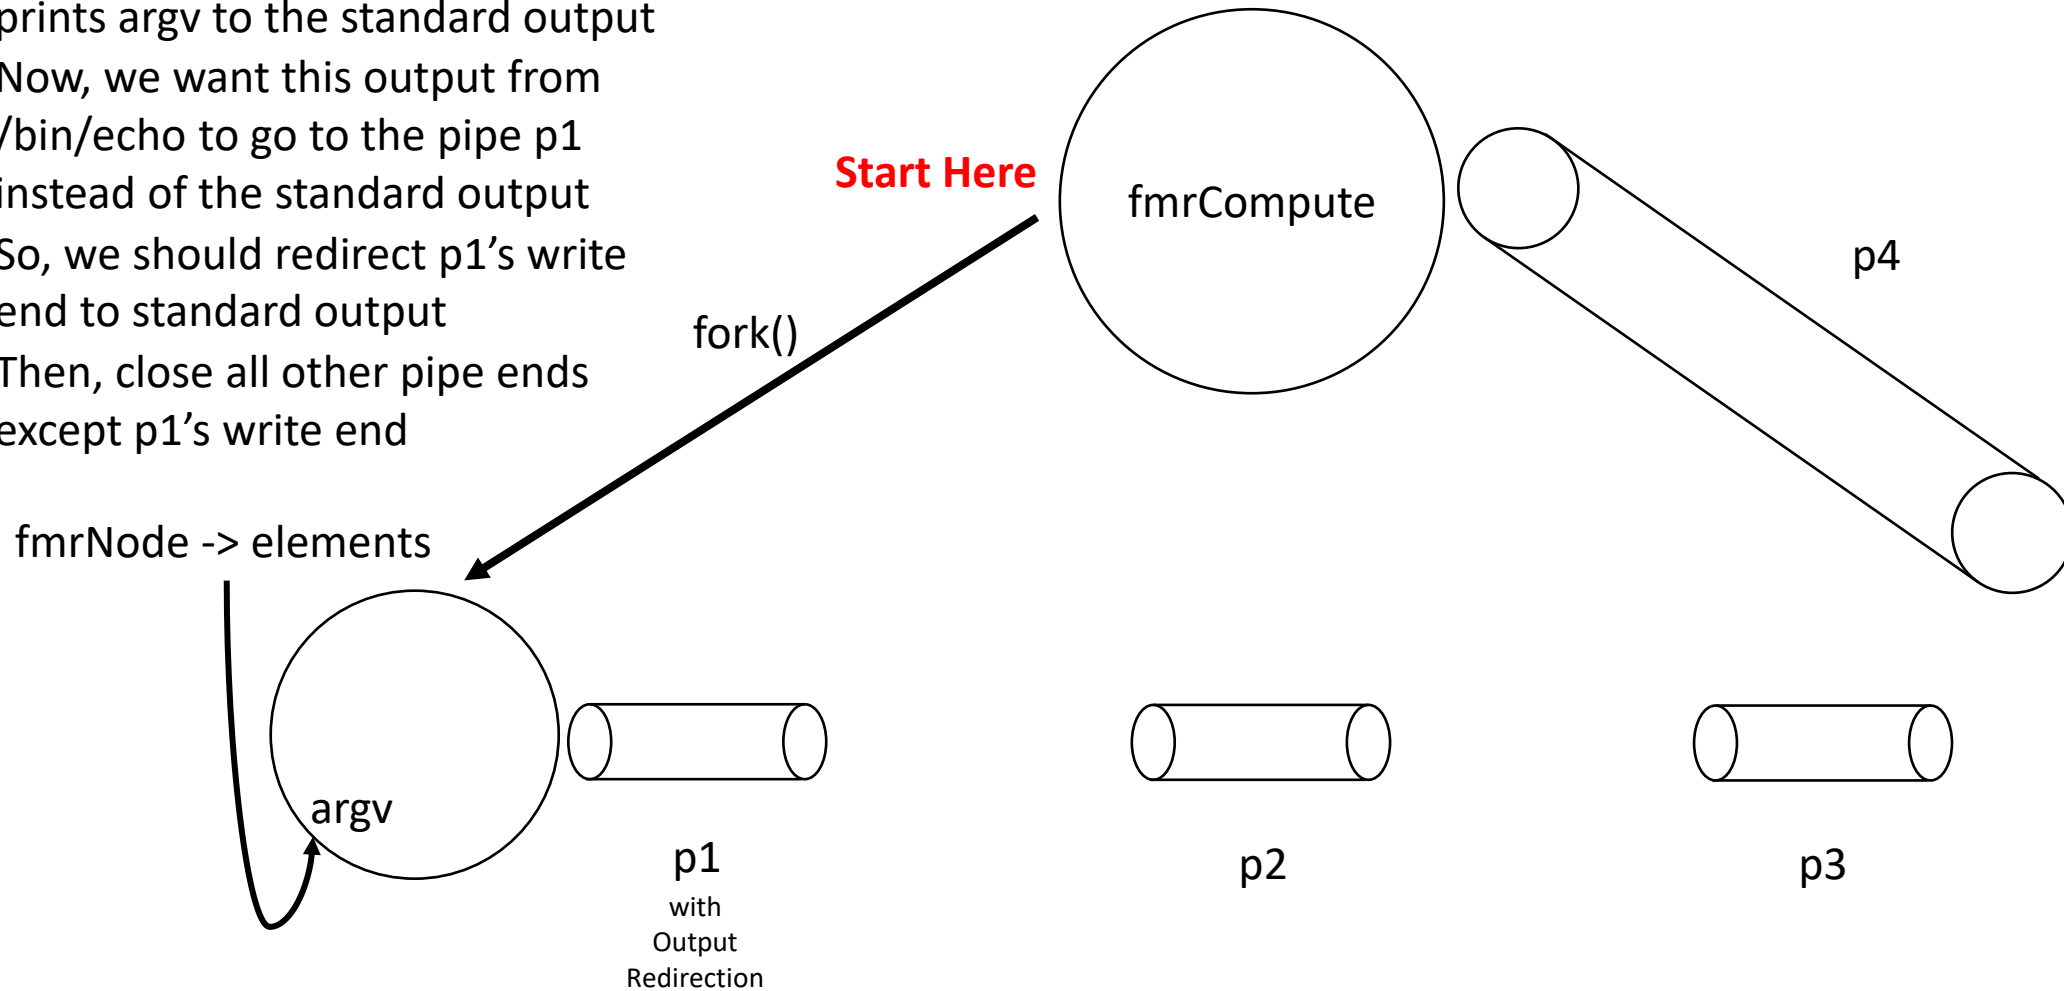 prints argv to the standard output
Now, we want this output from
/bin/echo to go to the pipe p1
instead of the standard output
So, we should redirect p1’s write
end to standard output
Then, close all other pipe ends
except p1’s write end
Start Here
fmrCompute
p4
fork()
fmrNode -> elements
argv
p1
with
Output
Redirection
p2
p3